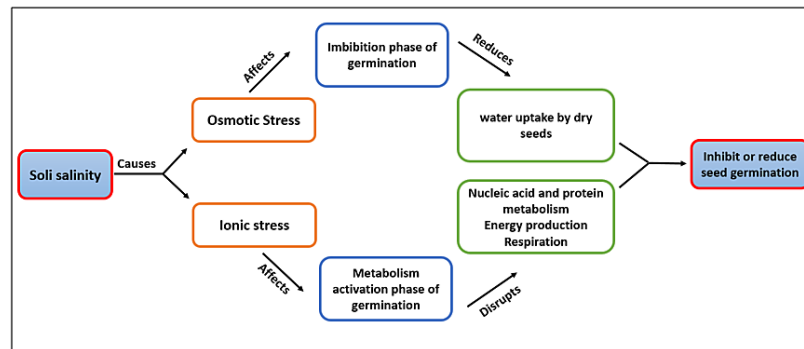 Soli salinity
Causes
Osmotic Stress
Affects
Imbibition phase of
germination
Reduces
water uptake by dry
seeds
Ionic stress
Affects
Metabolism
activation phase of
germination
Disrupts
Nucleic acid and protein
metabolism
Energy production
Respiration
Inhibit or reduce
seed germination